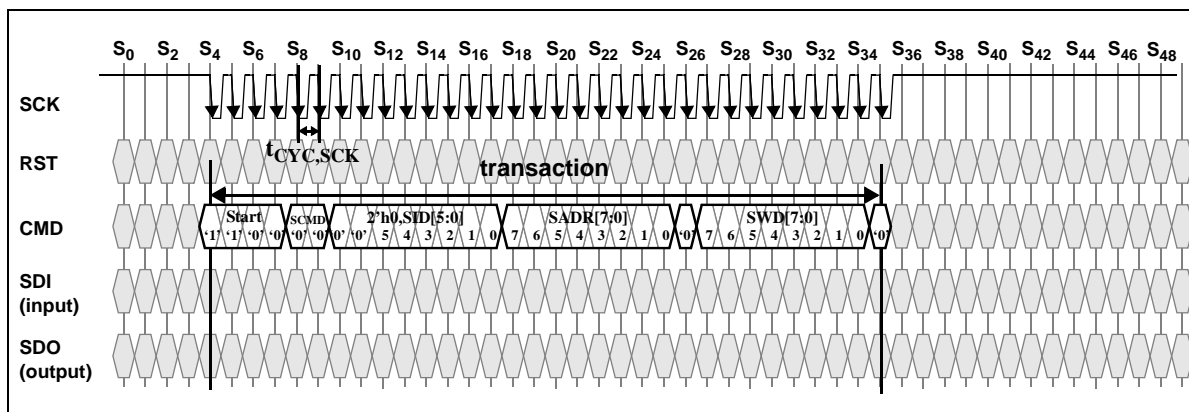 S0 S2 S4 S6 S8 S10 S12 S14 S16 S18 S20 S22 S24 S26 S28 S30 S32 S34 S36 S38 S40 S42 S44 S46 S48
SCK
RST
tCYC,SCK
transaction
CMD
Start SCMD 2'h0,SID[5:0] SADR[7:0] SWD[7:0]
‘1’ ‘1’ ‘0’ ‘0’ ‘0’ ‘0’ 0’ ‘0’ 5 4 3 2 1 0 7 6 5 4 3 2 1 0 ‘0’ 7 6 5 4 3 2 1 0 ‘0’
SDI
(input)
SDO
(output)